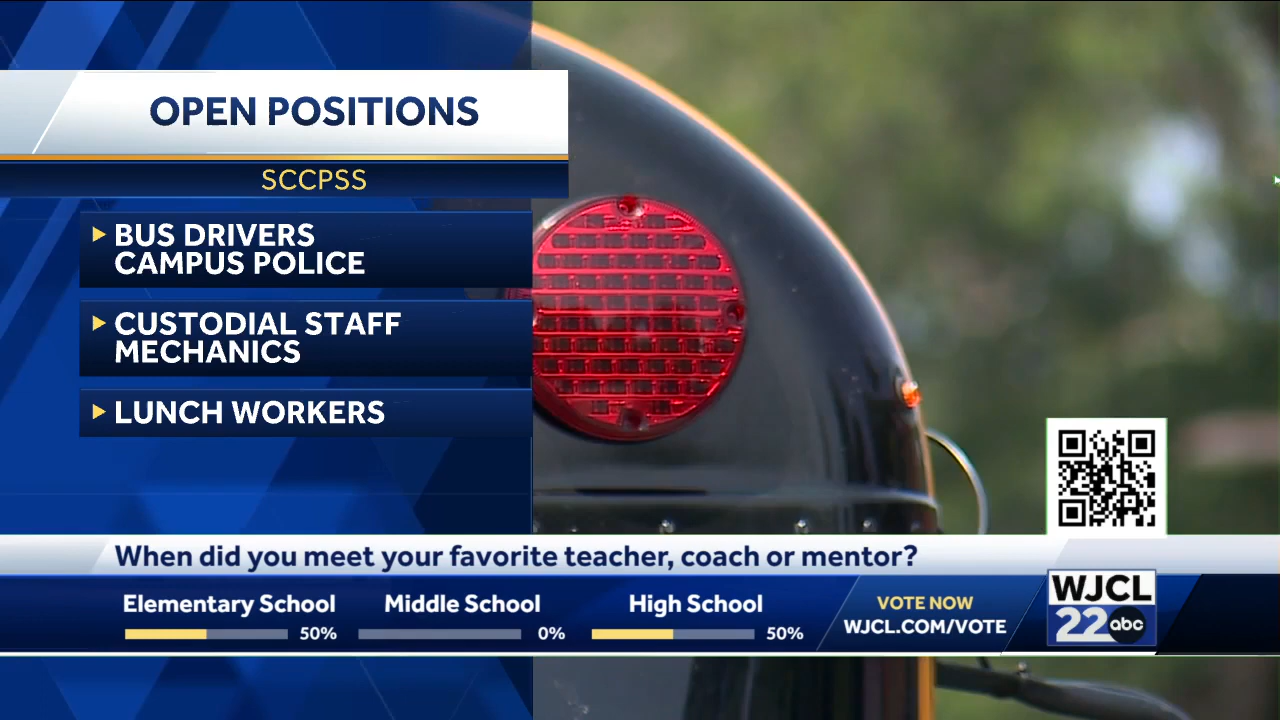 OPEN POSITIONS
SCCPSS
BUS DRIVERS
CAMPUS POLICE
CUSTODIAL STAFF
MECHANICS
LUNCH WORKERS
When did you meet your favorite teacher, coach or mentor?
Elementary School
50%
Middle School
0%
High School
50%
VOTE NOW
WJCL.COM/VOTE
WJCL
22 abc